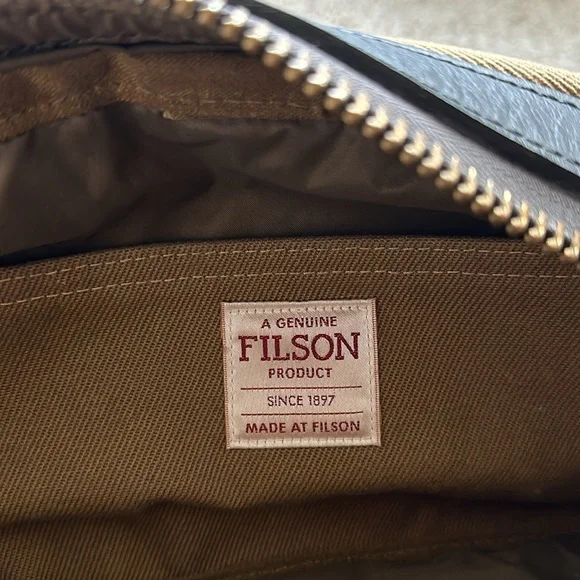 A GENUINE
FILSON
PRODUCT
SINCE 1897
MADE AT FILSON